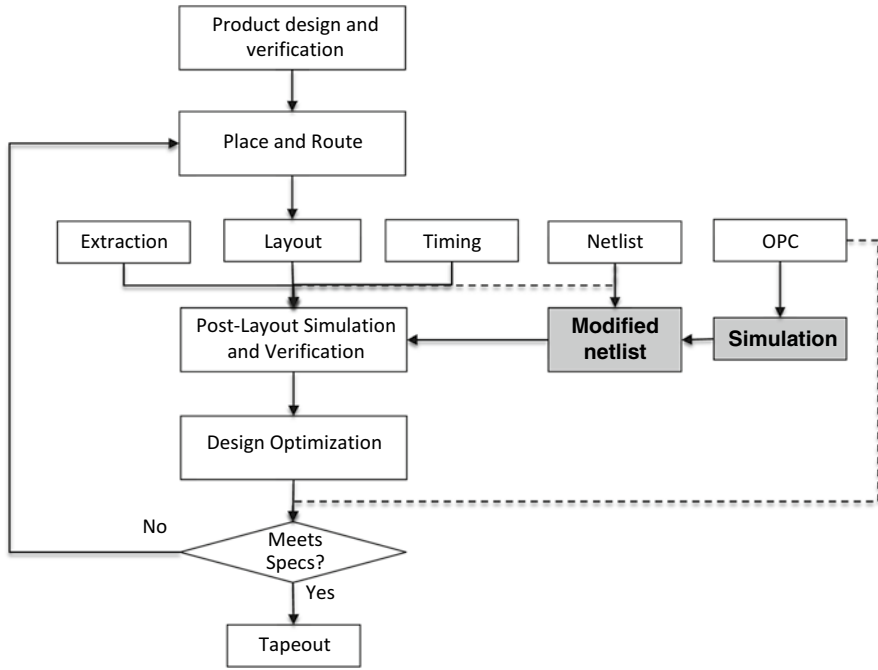 Product design and
verification
Place and Route
Extraction
Layout
Timing
Netlist
OPC
Post-Layout Simulation
and Verification
Modified
netlist
Simulation
Design Optimization
No
Meets
Specs?
Yes
Tapeout